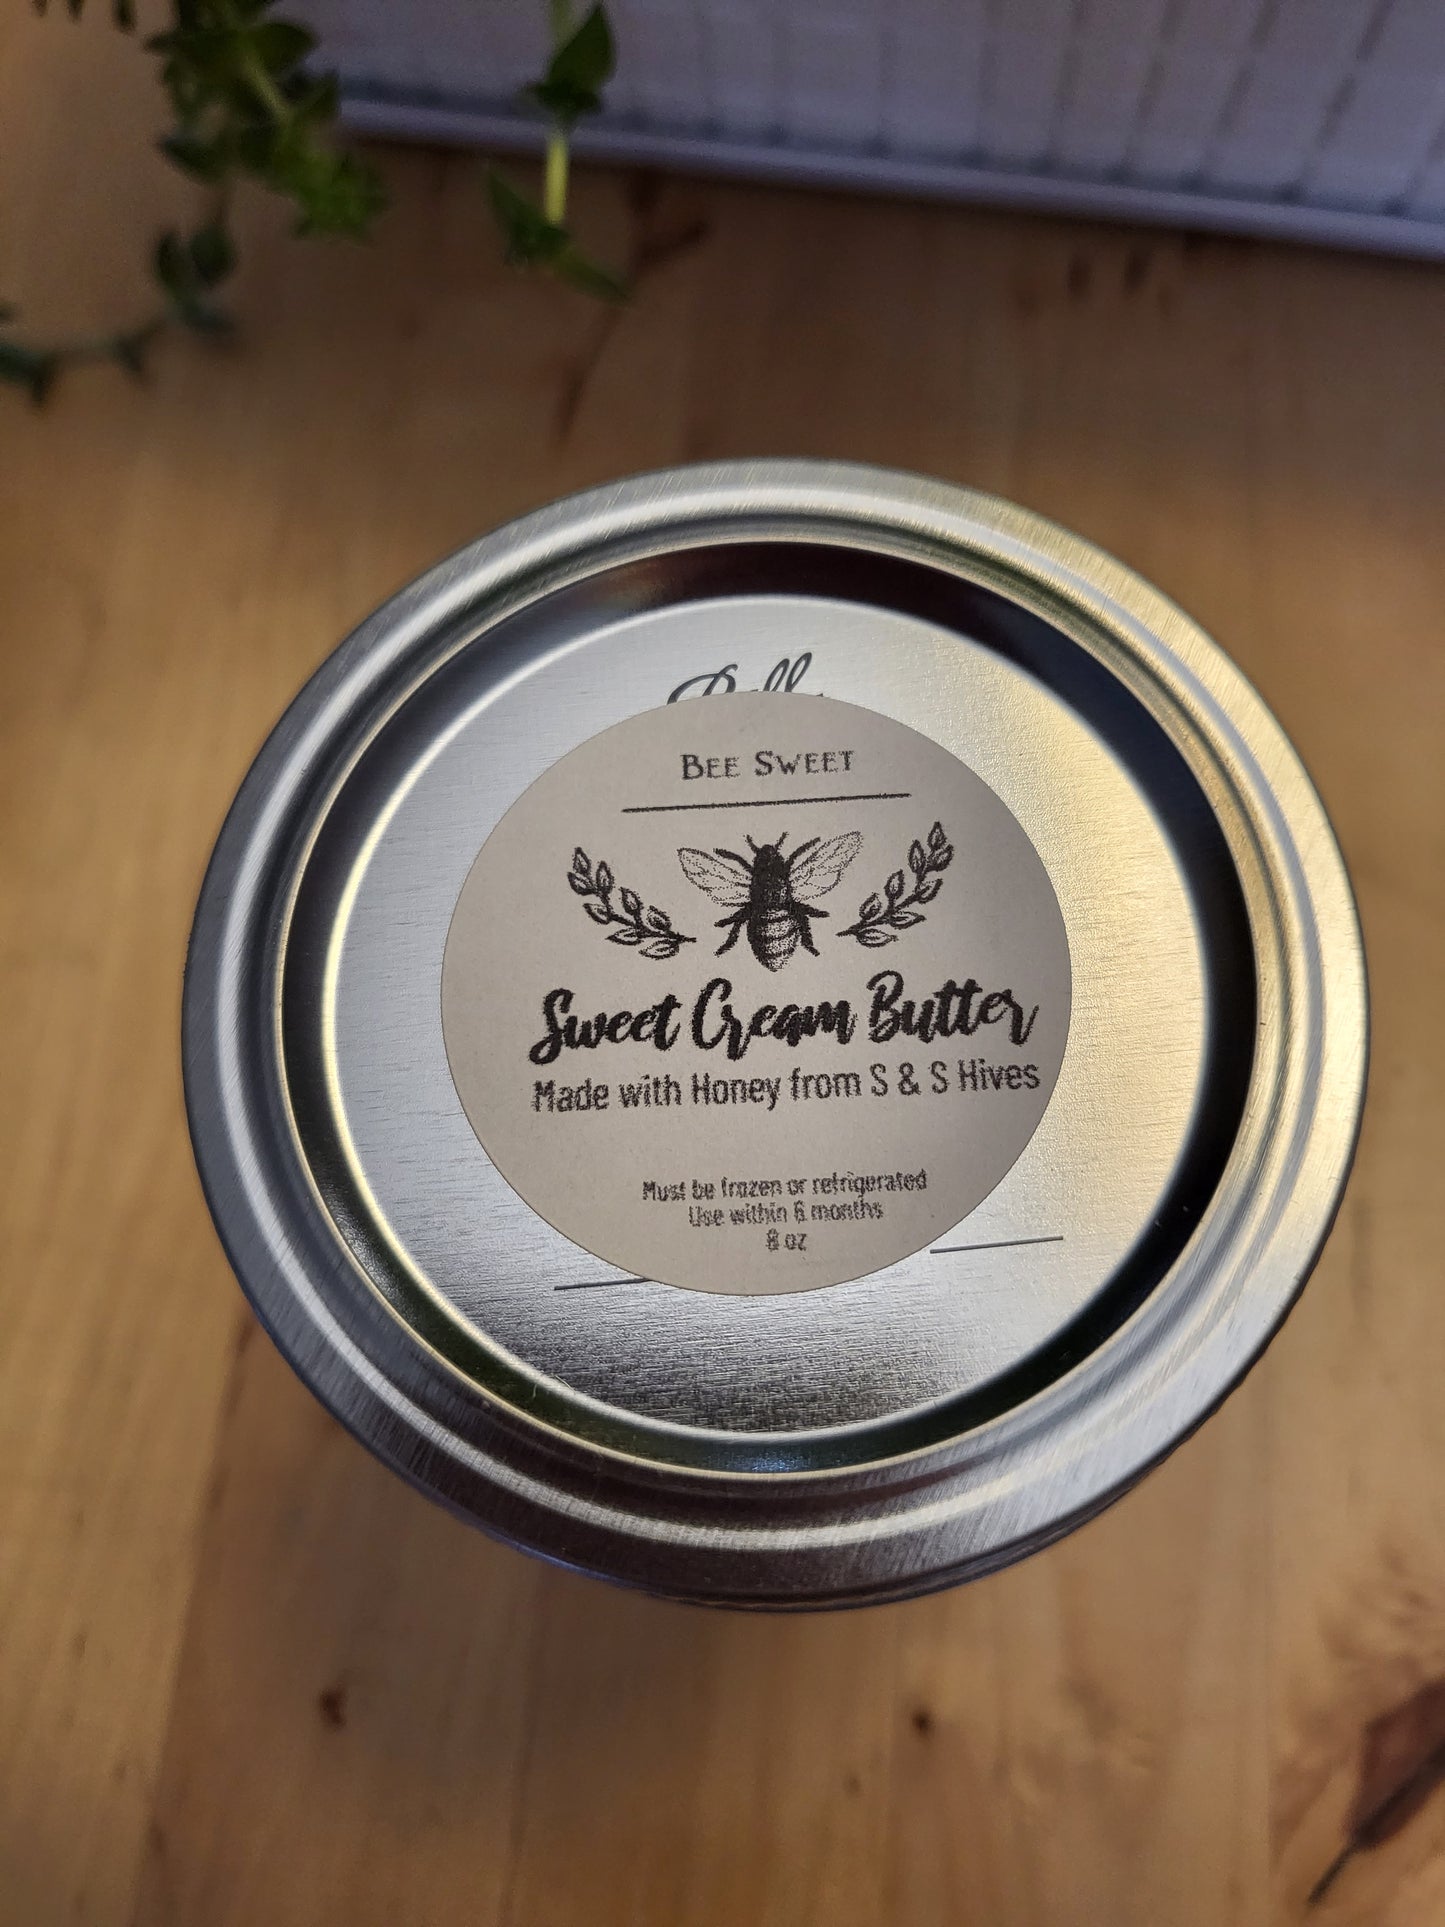 BEE SWEET
Sweet Cream Butter
Made with Honey from S & S Hives
Must be frozen or refrigerated
Use within 6 months
8 oz